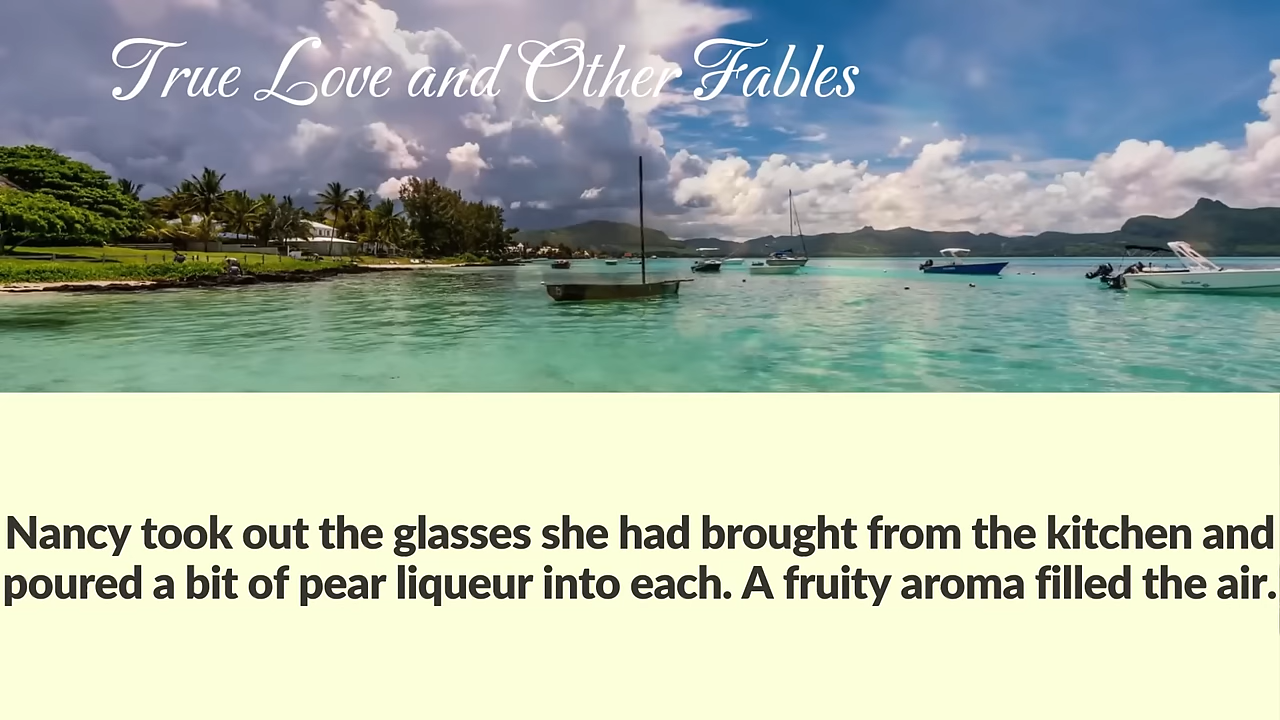 True Love and Other Fables
Nancy took out the glasses she had brought from the kitchen and
poured a bit of pear liqueur into each. A fruity aroma filled the air.